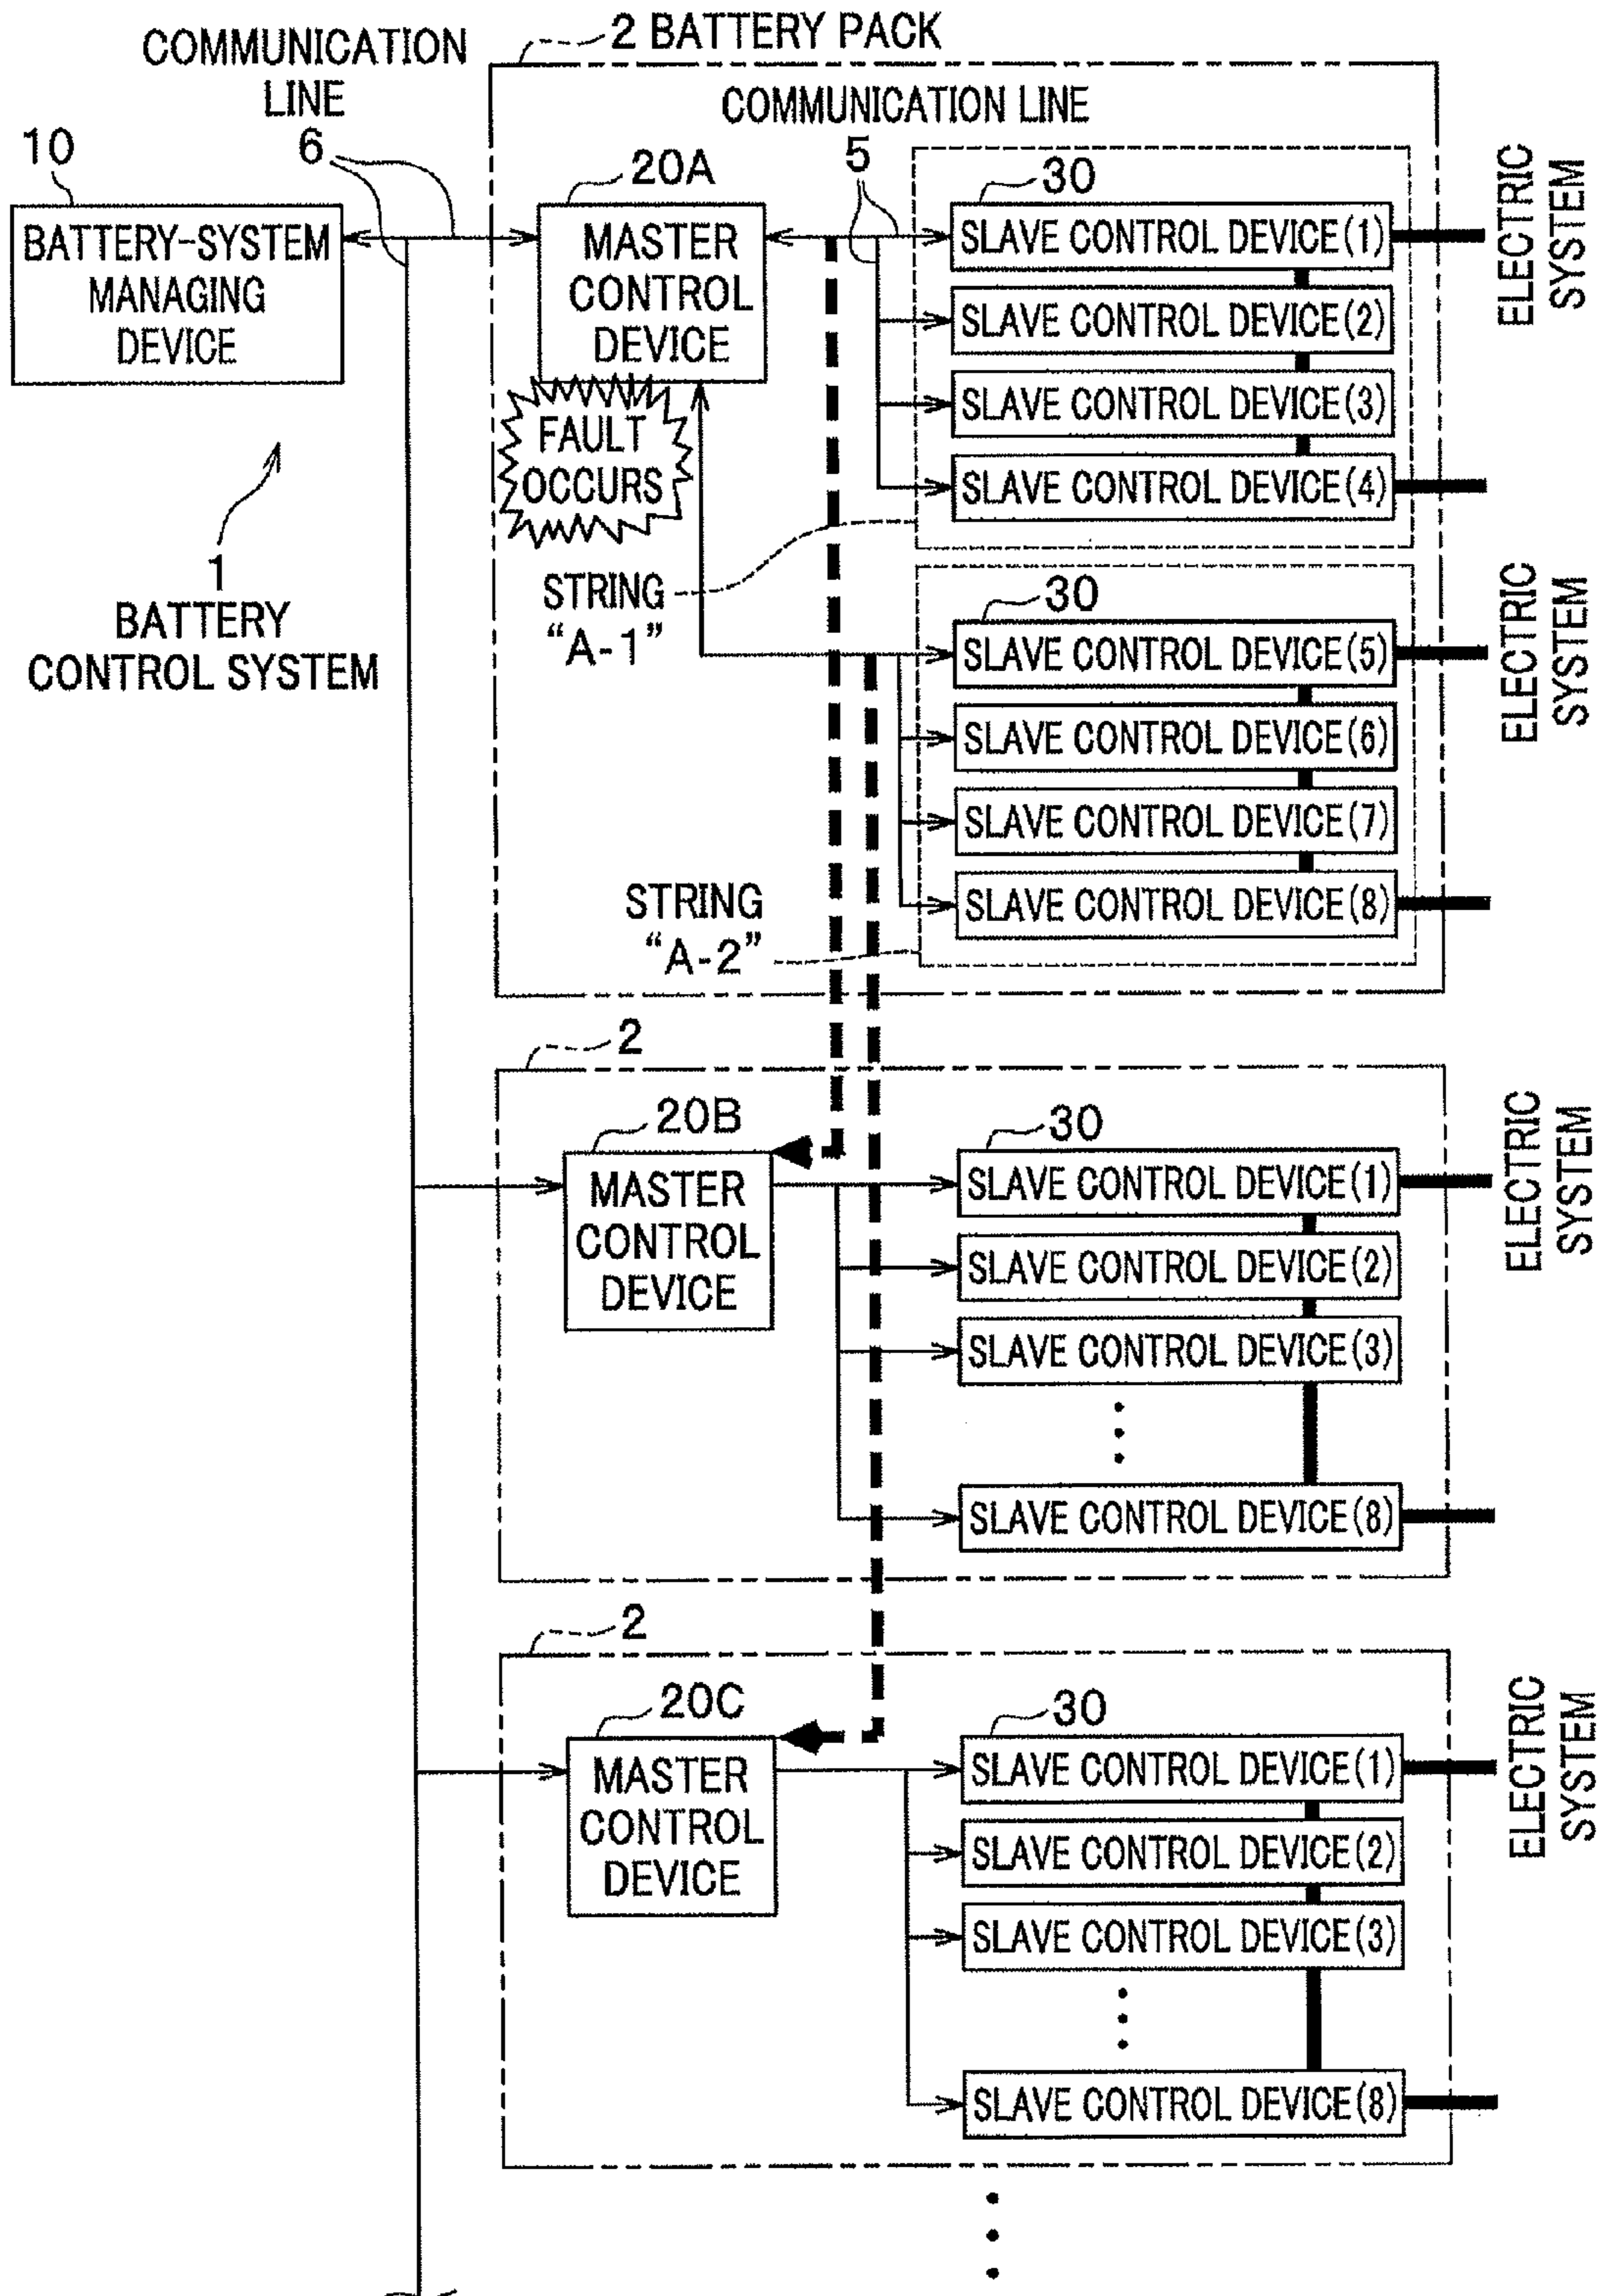 COMMUNICATION
LINE
6
10
BATTERY-SYSTEM
MANAGING
DEVICE
1
BATTERY
CONTROL SYSTEM
2 BATTERY PACK
COMMUNICATION LINE
5
20A
MASTER
CONTROL
DEVICE
FAULT
OCCURS
STRING
“A-1”
30
SLAVE CONTROL DEVICE(1)
SLAVE CONTROL DEVICE(2)
SLAVE CONTROL DEVICE(3)
SLAVE CONTROL DEVICE(4)
ELECTRIC
SYSTEM
STRING
“A-2”
30
SLAVE CONTROL DEVICE(5)
SLAVE CONTROL DEVICE(6)
SLAVE CONTROL DEVICE(7)
SLAVE CONTROL DEVICE(8)
ELECTRIC
SYSTEM
2
20B
MASTER
CONTROL
DEVICE
30
SLAVE CONTROL DEVICE(1)
SLAVE CONTROL DEVICE(2)
SLAVE CONTROL DEVICE(3)
SLAVE CONTROL DEVICE(8)
ELECTRIC
SYSTEM
2
20C
MASTER
CONTROL
DEVICE
30
SLAVE CONTROL DEVICE(1)
SLAVE CONTROL DEVICE(2)
SLAVE CONTROL DEVICE(3)
SLAVE CONTROL DEVICE(8)
ELECTRIC
SYSTEM